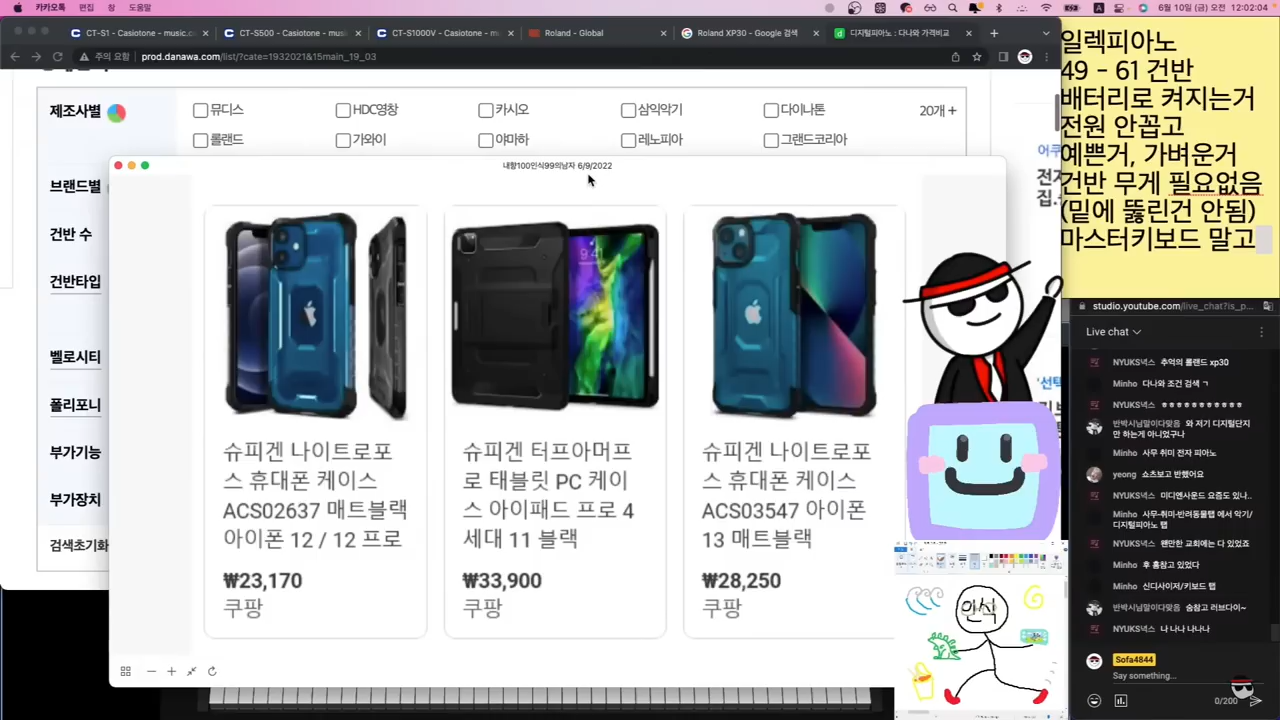 카카오톡 편집 창 도움말
6월 10일(금) 오전 12:02:04
CT-S1 - Casiotone - music.c
CT-S500 - Casiotone - music.
CT-S1000V - Casiotone - mu
Roland - Global
Roland XP30 - Google 검색
디지털피아노 : 다나와 가격비교
주의 요함
prod.danawa.com/list/?cate=1932021&15main_19_03
제조사별
뮤디스
HDC영창
카시오
삼익악기
다이나톤
20개 +
롤랜드
가와이
야마하
레노피아
그랜드코리아
브랜드별
건반 수
건반타입
벨로시티
폴리포니
부가기능
부가장치
검색초기화
내향100인식99의남자 6/9/2022
슈피겐 나이트로포
스 휴대폰 케이스
ACS02637 매트블랙
아이폰 12 / 12 프로
₩23,170
쿠팡
슈피겐 터프아머프
로 태블릿 PC 케이
스 아이패드 프로 4
세대 11 블랙
₩33,900
쿠팡
슈피겐 나이트로포
스 휴대폰 케이스
ACS03547 아이폰
13 매트블랙
₩28,250
쿠팡
9:41
어쿠
전기
집.
'선택
일렉피아노
49 - 61 건반
배터리로 켜지는거
전원 안꼽고
예쁜거, 가벼운거
건반 무게 필요없음
(밑에 뚫린건 안됨)
마스터키보드 말고
인식
studio.youtube.com/live_chat?is_p...
Live chat
NYUKS넉스 추억의 롤랜드 xp30
Minho 다나와 조건 검색 ㄱ
NYUKS넉스 ㅎㅎㅎㅎㅎㅎㅎㅎㅎㅎㅎ
반박시님말이다맞음 와 저기 디지털단지
만 하는게 아니었구나
Minho 사무 취미 전자 피아노
yeong 쇼츠보고 반했어요
NYUKS넉스 미디앤사운드 요즘도 있나..
Minho 사무-취미-반려동물탭 에서 악기/
디지털피아노 탭
NYUKS넉스 왠만한 교회에는 다 있었죠
Minho 후 흠참고 있었다
Minho 신디사이저/키보드 탭
반박시님말이다맞음 숨참고 러브다이~
NYUKS넉스 나 나나 나나나
Sofa4844
Say something...
0/200